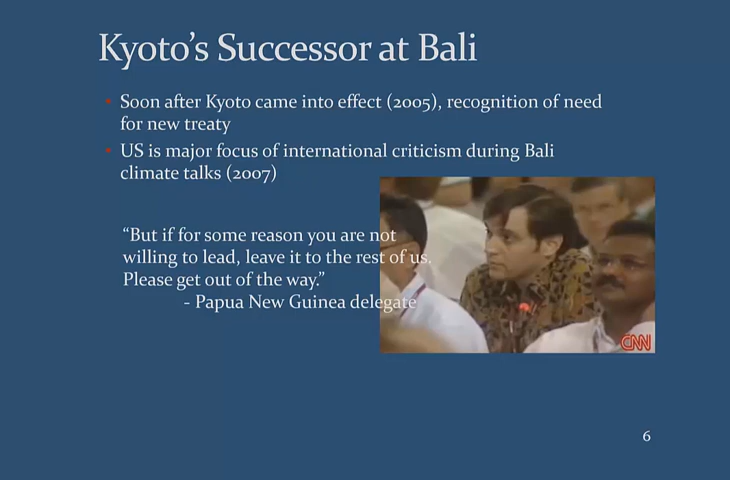 Kyoto’s Successor at Bali
• Soon after Kyoto came into effect (2005), recognition of need
for new treaty
• US is major focus of international criticism during Bali
climate talks (2007)
“But if for some reason you are not
willing to lead, leave it to the rest of us.
Please get out of the way.”
- Papua New Guinea delegate
CNN
6